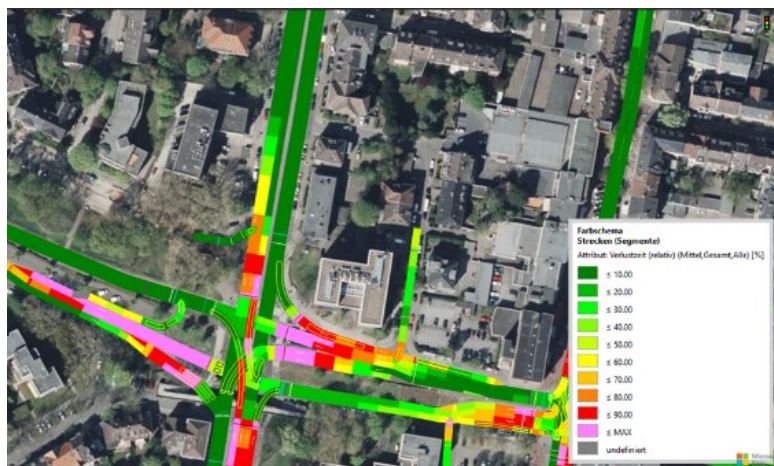 Farbschema
Strecken (Segmente)
Attribut: Verlustzeit (relativ) (Mittel,Gesamt,Alle) [%]
≤ 10.00
≤ 20.00
≤ 30.00
≤ 40.00
≤ 50.00
≤ 60.00
≤ 70.00
≤ 80.00
≤ 90.00
≤ MAX
undefiniert